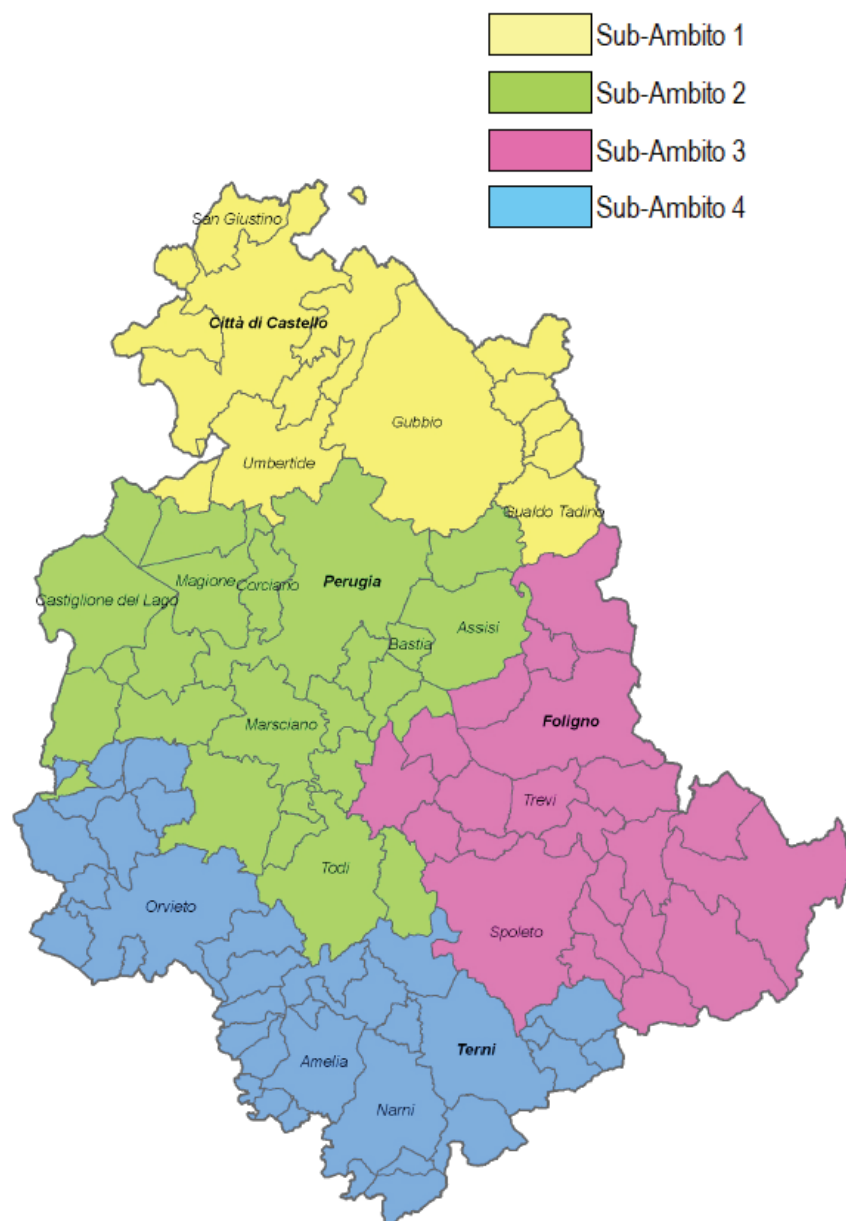 Sub-Ambito 1
Sub-Ambito 2
Sub-Ambito 3
Sub-Ambito 4
San Giustino
Città di Castello
Gubbio
Umbertide
Gualdo Tadino
Castiglione del Lago
Magione
Corciano
Perugia
Bastia
Assisi
Marsciano
Foligno
Trevi
Todi
Orvieto
Spoleto
Amelia
Terni
Narni